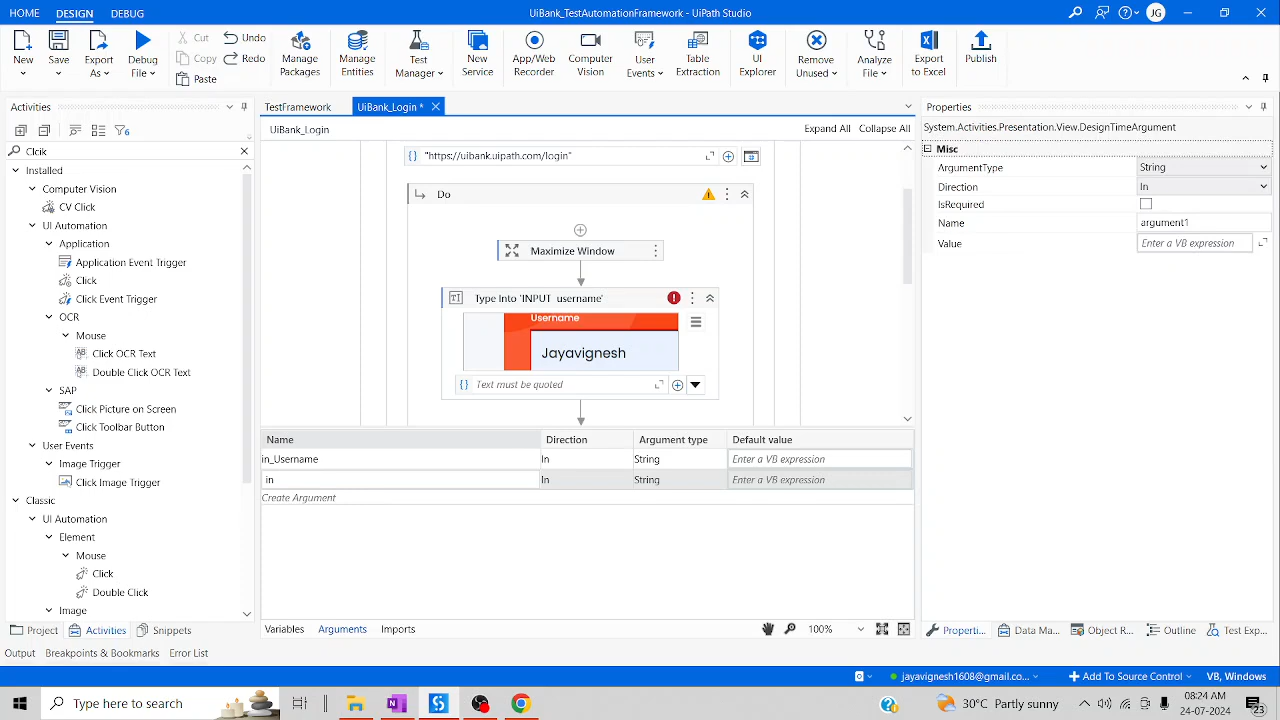 HOME
DESIGN
DEBUG
UiBank_TestAutomationFramework - UiPath Studio
JG
New
Save
Export As
Debug File
Cut
Copy
Paste
Undo
Redo
Manage Packages
Manage Entities
Test Manager
New Service
App/Web Recorder
Computer Vision
User Events
Table Extraction
UI Explorer
Remove Unused
Analyze File
Export to Excel
Publish
Activities
Clcik
Installed
Computer Vision
CV Click
UI Automation
Application
Application Event Trigger
Click
Click Event Trigger
OCR
Mouse
Click OCR Text
Double Click OCR Text
SAP
Click Picture on Screen
Click Toolbar Button
User Events
Image Trigger
Click Image Trigger
Classic
UI Automation
Element
Mouse
Click
Double Click
Image
Project
Activities
Snippets
TestFramework
UiBank_Login *
UiBank_Login
Expand All
Collapse All
"https://uibank.uipath.com/login"
Do
Maximize Window
Type Into 'INPUT username'
Username
Jayavignesh
Text must be quoted
Name Direction Argument type Default value
in_Username In String Enter a VB expression
in In String Enter a VB expression
Create Argument
Variables
Arguments
Imports
100%
Properties
System.Activities.Presentation.View.DesignTimeArgument
Misc
ArgumentType String
Direction In
IsRequired
Name argument1
Value Enter a VB expression
Properti...
Data Ma...
Object R...
Outline
Test Exp...
Output
Breakpoints & Bookmarks
Error List
jayavignesh1608@gmail.co...
Add To Source Control
VB, Windows
Type here to search
30°C Partly sunny
08:24 AM
24-07-2024
23